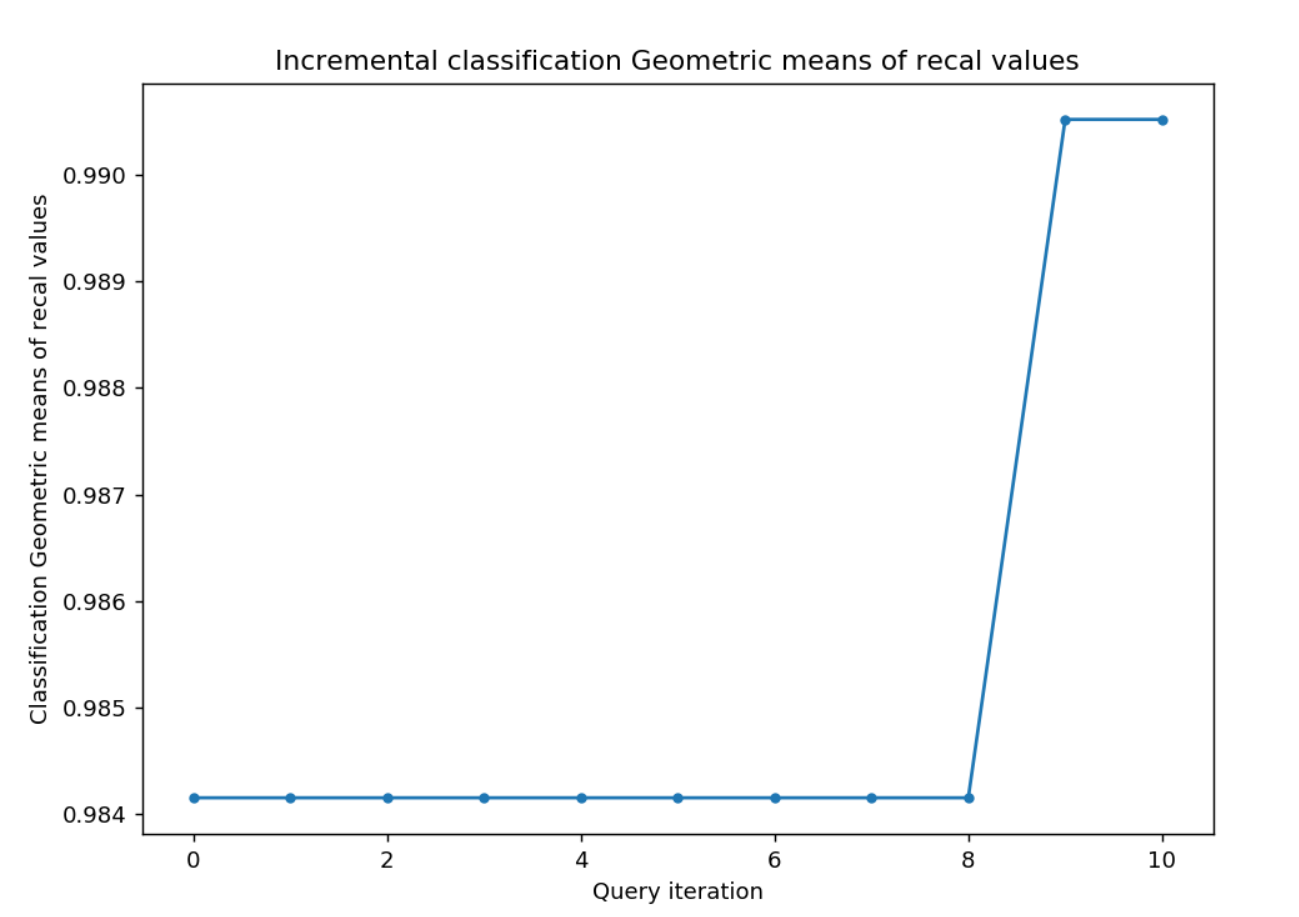 Incremental classification Geometric means of recal values
Classification Geometric means of recal values
0.990
0.989
0.988
0.987
0.986
0.985
0.984
0 2 4 6 8 10
Query iteration